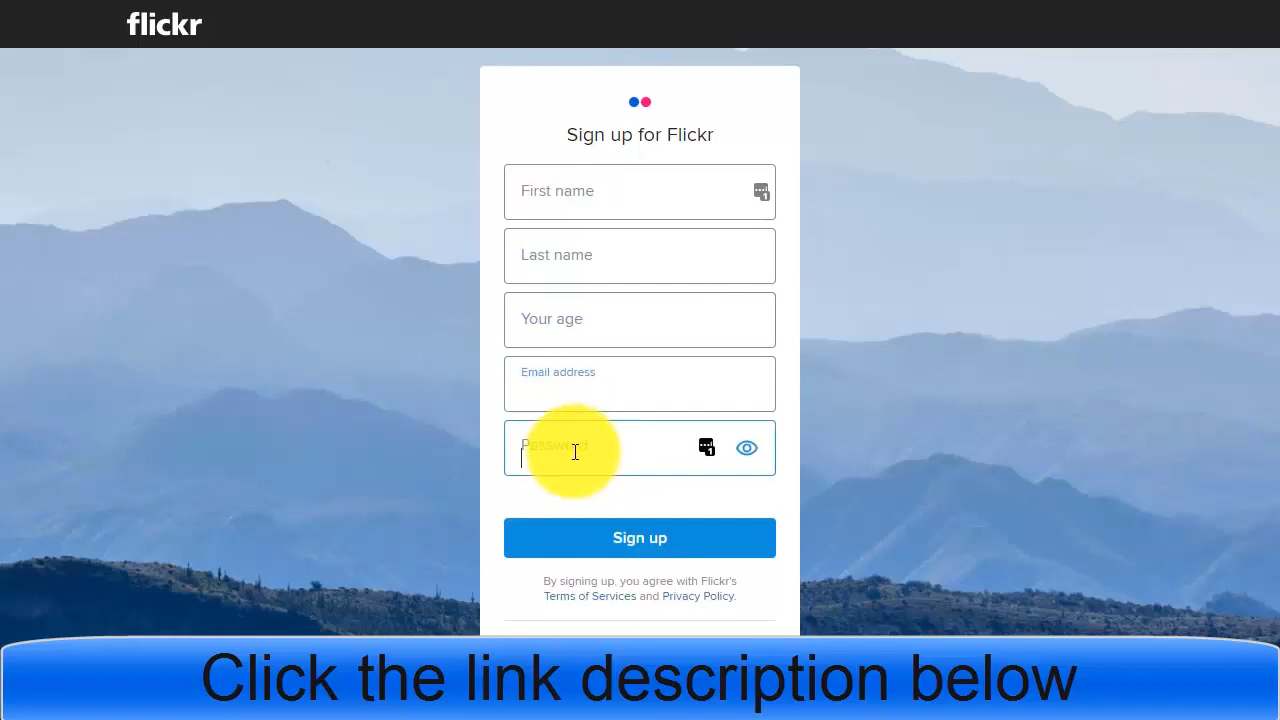 flickr
Sign up for Flickr
First name
Last name
Your age
Email address
Password
Sign up
By signing up, you agree with Flickr's
Terms of Services and Privacy Policy.
Click the link description below